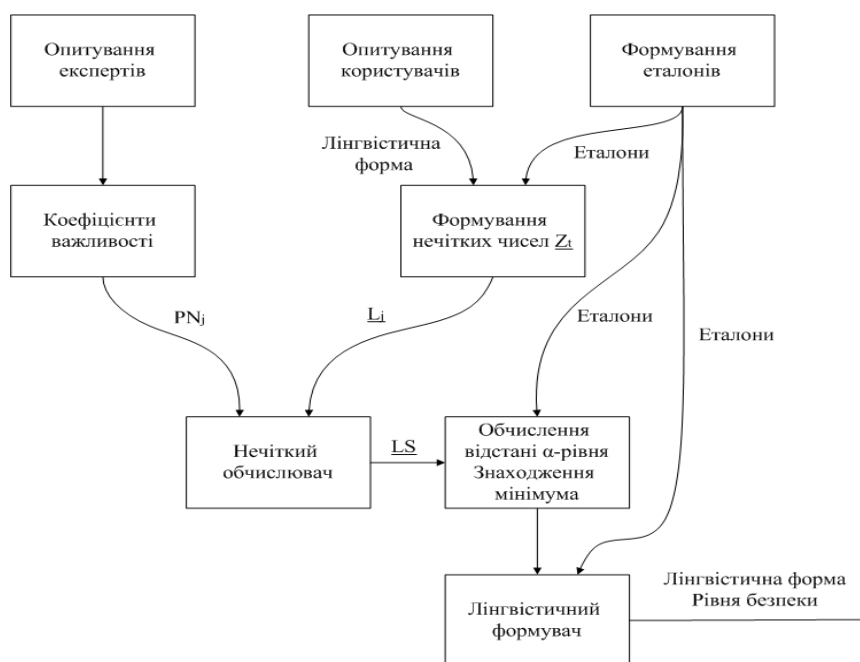 Опитування
експертів
Опитування
користувачів
Формування
еталонів
Лінгвістична
форма
Еталони
Коефіцієнти
важливості
Формування
нечітких чисел Zt
PNj
Li
Еталони
Еталони
Нечіткий
обчислювач
LS
Обчислення
відстані α-рівня
Знаходження
мінімума
Лінгвістичний
формувач
Лінгвістична форма
Рівня безпеки